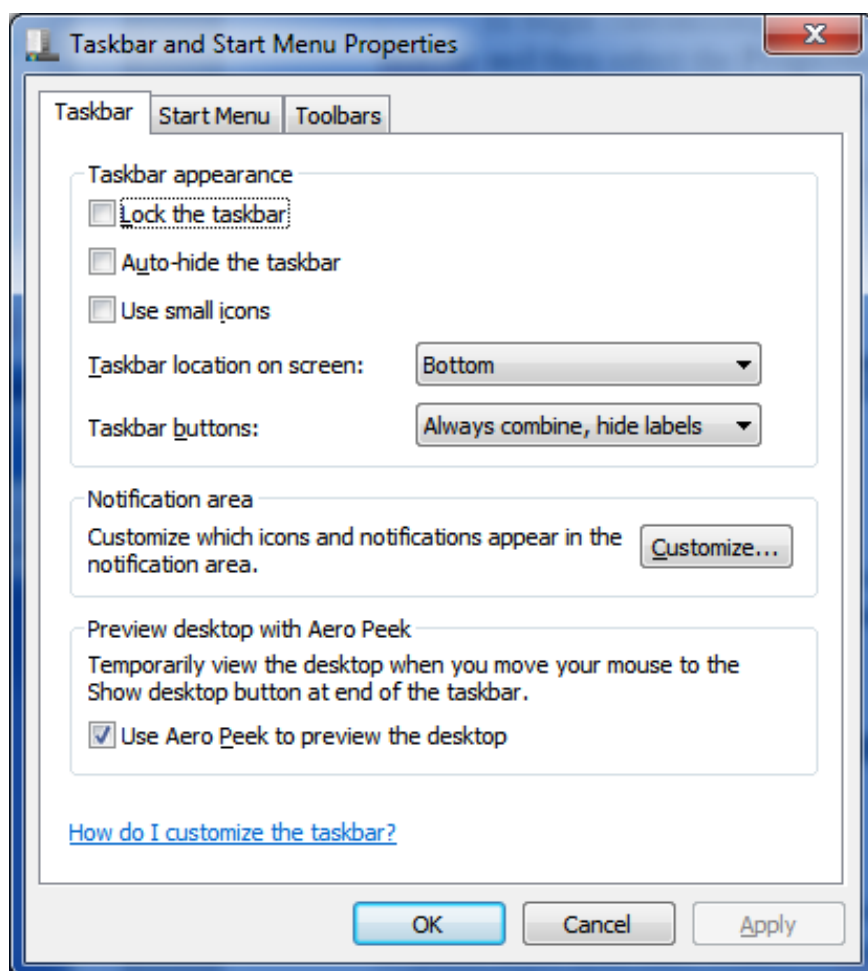 Taskbar and Start Menu Properties
Taskbar
Start Menu
Toolbars
Taskbar appearance
Lock the taskbar
Auto-hide the taskbar
Use small icons
Taskbar location on screen:
Bottom
Taskbar buttons:
Always combine, hide labels
Notification area
Customize which icons and notifications appear in the
notification area.
Customize...
Preview desktop with Aero Peek
Temporarily view the desktop when you move your mouse to the
Show desktop button at end of the taskbar.
Use Aero Peek to preview the desktop
How do I customize the taskbar?
OK
Cancel
Apply